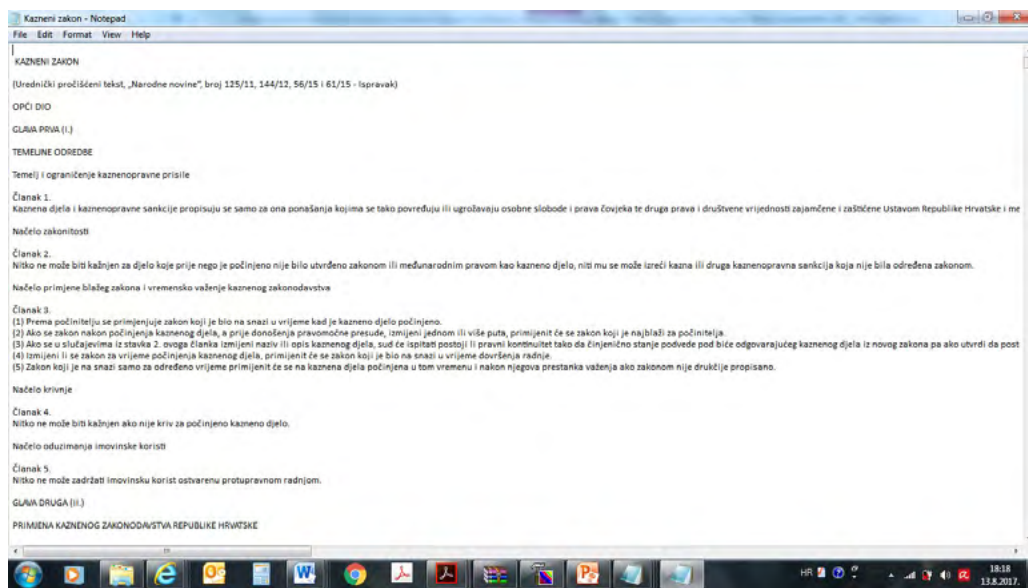 Kazneni zakon - Notepad
File Edit Format View Help
KAZNENI ZAKON
(Urednički pročišćeni tekst, „Narodne novine", broj 125/11, 144/12, 56/15 i 61/15 - Ispravak)
OPĆI DIO
GLAVA PRVA (I.)
TEMELJNE ODREDBE
Temelj i ograničenje kaznenopravne prisile
Članak 1.
Kaznena djela i kaznenopravne sankcije propisuju se samo za ona ponašanja kojima se tako povređuju ili ugrožavaju osobne slobode i prava čovjeka te druga prava i društvene vrijednosti zajamčene i zaštićene Ustavom Republike Hrvatske i me
Načelo zakonitosti
Članak 2.
Nitko ne može biti kažnjen za djelo koje prije nego je počinjeno nije bilo utvrđeno zakonom ili međunarodnim pravom kao kazneno djelo, niti mu se može izreći kazna ili druga kaznenopravna sankcija koja nije bila određena zakonom.
Načelo primjene blažeg zakona i vremensko važenje kaznenog zakonodavstva
Članak 3.
(1) Prema počinitelju se primjenjuje zakon koji je bio na snazi u vrijeme kad je kazneno djelo počinjeno.
(2) Ako se zakon nakon počinjenja kaznenog djela, a prije donošenja pravomoćne presude, izmijeni jednom ili više puta, primijenit će se zakon koji je najblaži za počinitelja.
(3) Ako se u slučajevima iz stavka 2. ovoga članka izmijeni naziv ili opis kaznenog djela, sud će ispitati postoji li pravni kontinuitet tako da činjenično stanje podvede pod biće odgovarajućeg kaznenog djela iz novog zakona pa ako utvrdi da post
(4) Izmijeni li se zakon za vrijeme počinjenja kaznenog djela, primijenit će se zakon koji je bio na snazi u vrijeme dovršenja radnje.
(5) Zakon koji je na snazi samo za određeno vrijeme primijenit će se na kaznena djela počinjena u tom vremenu i nakon njegova prestanka važenja ako zakonom nije drukčije propisano.
Načelo krivnje
Članak 4.
Nitko ne može biti kažnjen ako nije kriv za počinjeno kazneno djelo.
Načelo oduzimanja imovinske koristi
Članak 5.
Nitko ne može zadržati imovinsku korist ostvarenu protupravnom radnjom.
GLAVA DRUGA (II.)
PRIMJENA KAZNENOG ZAKONODAVSTVA REPUBLIKE HRVATSKE
HR
18:18
13.8.2017.